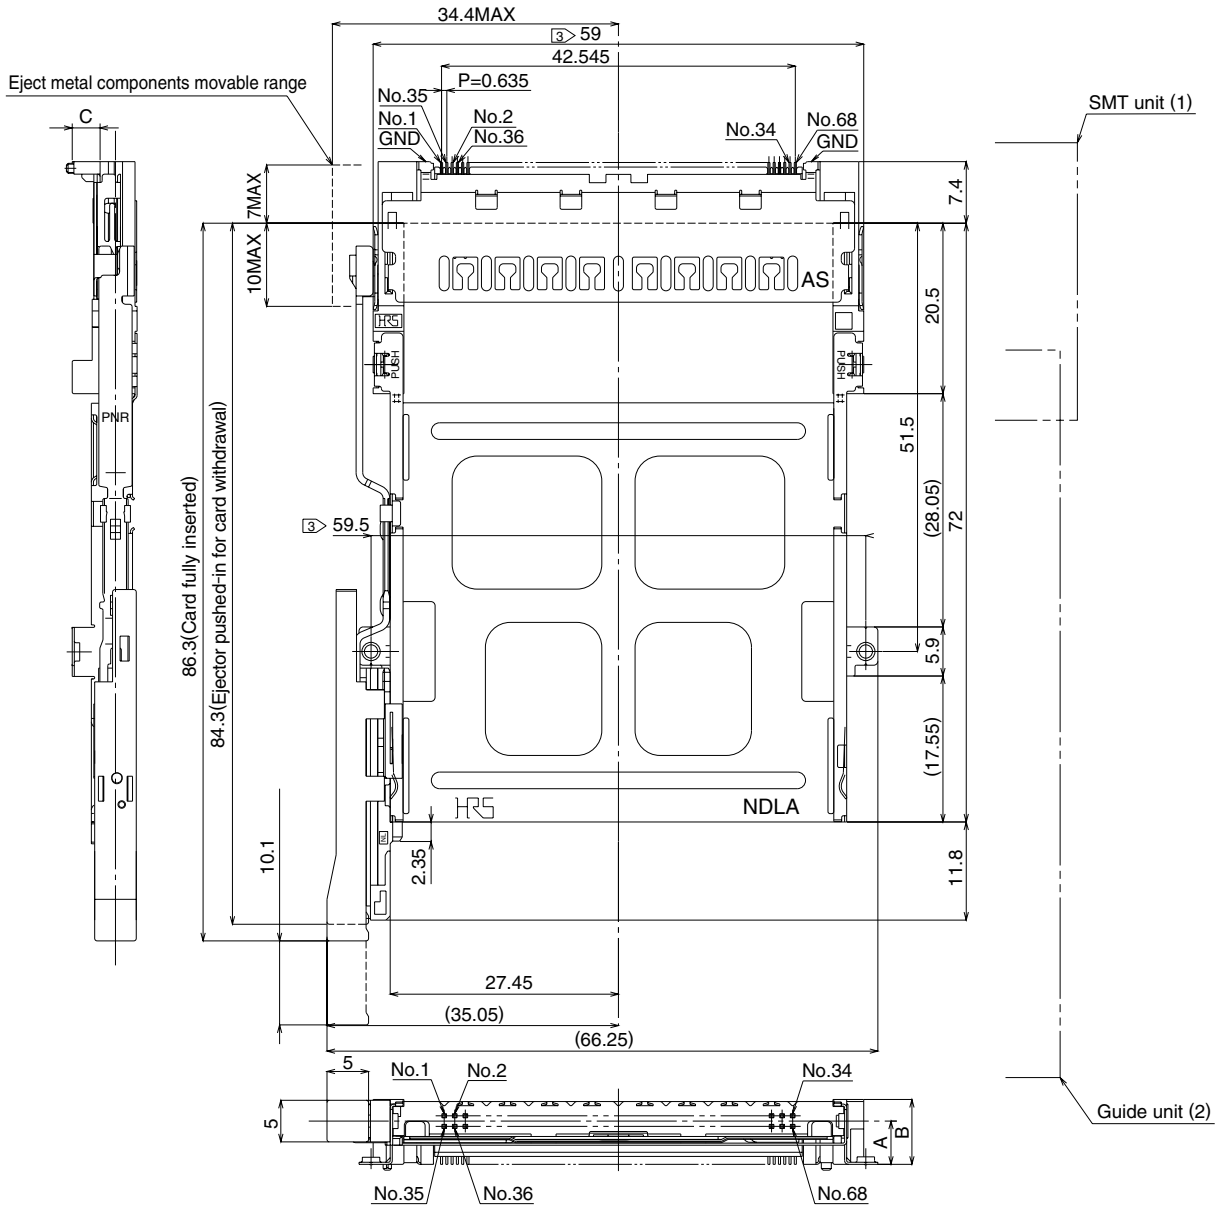 34.4MAX
3 59
42.545
P=0.635
Eject metal components movable range
No.35
No.1
GND
No.2
No.36
No.34
No.68
GND
SMT unit (1)
C
7MAX
10MAX
7.4
AS
HRS
PUSH
PUSH
20.5
PNR
51.5
(28.05)
72
3 59.5
86.3(Card fully inserted)
84.3(Ejector pushed-in for card withdrawal)
5.9
(17.55)
HRS
NDLA
NL
10.1
2.35
11.8
27.45
(35.05)
(66.25)
5
No.1
No.2
No.34
5
A
B
Guide unit (2)
No.35
No.36
No.68